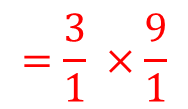 = 3/1 × 9/1